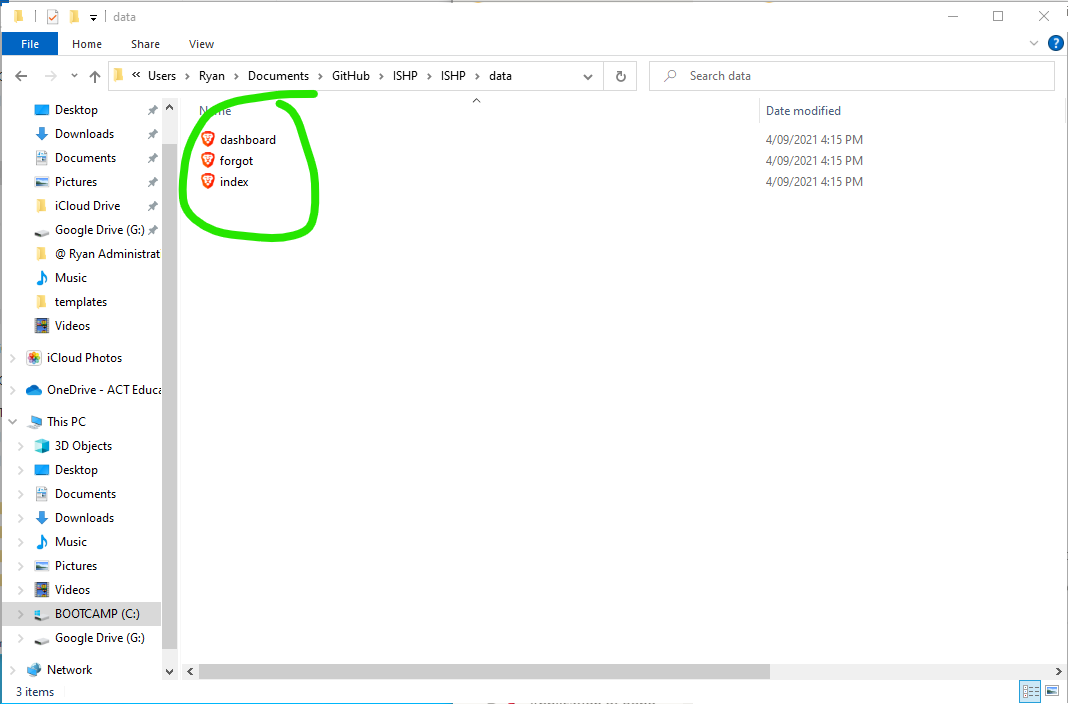 data
File Home Share View
?
« Users > Ryan > Documents > GitHub > ISHP > ISHP > data
Search data
Name Date modified
dashboard 4/09/2021 4:15 PM
forgot 4/09/2021 4:15 PM
index 4/09/2021 4:15 PM
Desktop
Downloads
Documents
Pictures
iCloud Drive
Google Drive (G:)
@ Ryan Administrat
Music
templates
Videos
iCloud Photos
OneDrive - ACT Educa
This PC
3D Objects
Desktop
Documents
Downloads
Music
Pictures
Videos
BOOTCAMP (C:)
Google Drive (G:)
Network
3 items